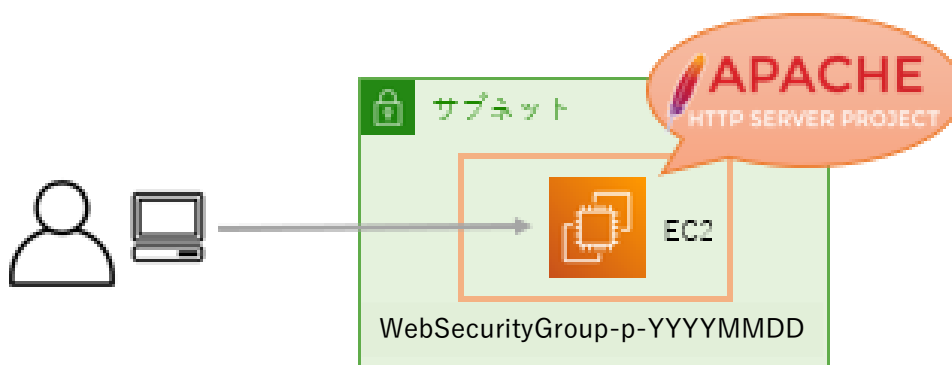 APACHE
HTTP SERVER PROJECT
サブネット
EC2
WebSecurityGroup-p-YYYYMMDD